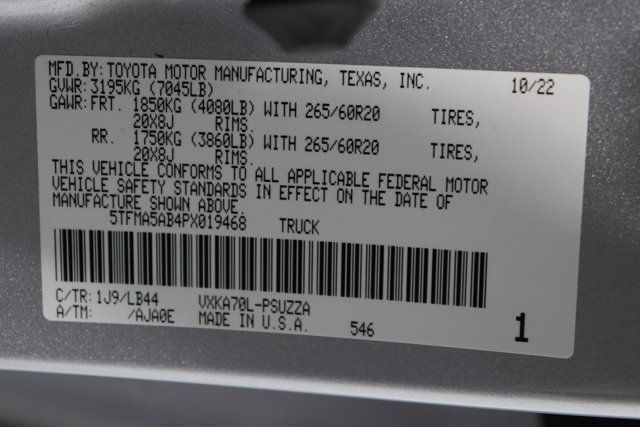 MFD.BY:TOYOTA MOTOR MANUFACTURING, TEXAS, INC. 10/22
GVWR:3195KG (7045LB)
GAWR:FRT. 1850KG (4080LB) WITH 265/60R20 TIRES,
20X8J RIMS.
RR. 1750KG (3860LB) WITH 265/60R20 TIRES,
20X8J RIMS.
THIS VEHICLE CONFORMS TO ALL APPLICABLE FEDERAL MOTOR
VEHICLE SAFETY STANDARDS IN EFFECT ON THE DATE OF
MANUFACTURE SHOWN ABOVE.
5TFMA5AB4PX019468 TRUCK
C/TR:1J9/LB44 VXKA70L-PSUZZA
A/TM: /AJA0E MADE IN U.S.A. 546 1